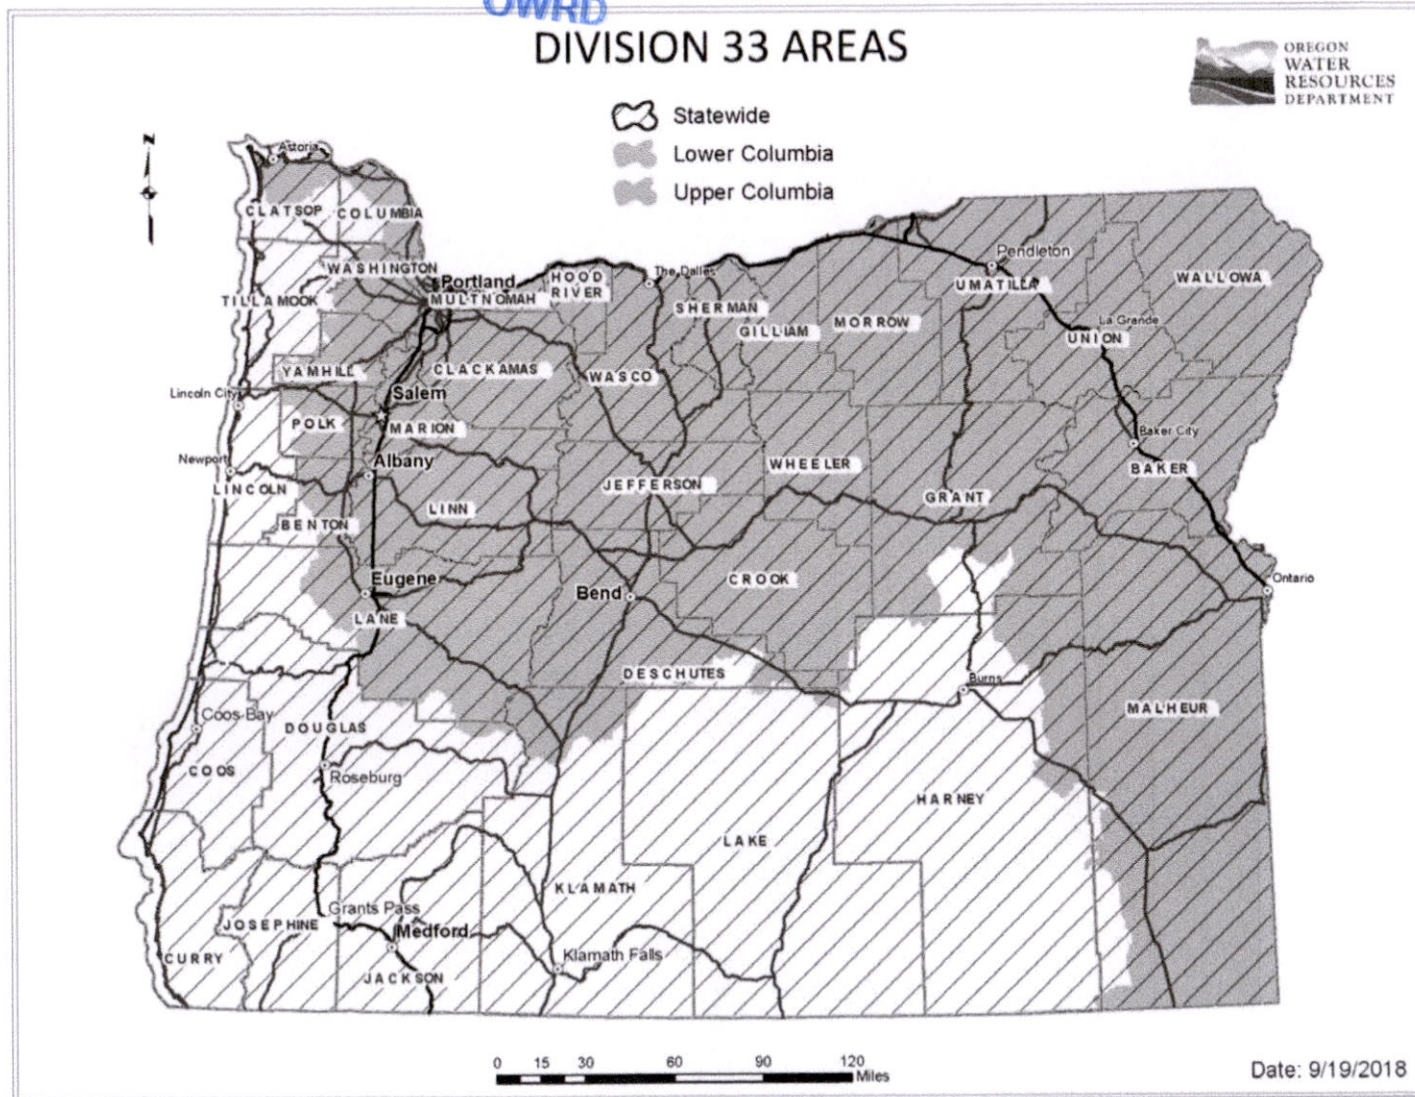 OWRD
DIVISION 33 AREAS
OREGON
WATER
RESOURCES
DEPARTMENT
Statewide
Lower Columbia
Upper Columbia
N
Astoria
CLATSOP
COLUMBIA
Pendleton
WASHINGTON
Portland
HOOD
RIVER
The Dalles
UMATILLA
WALLOWA
TILLAMOOK
MULTNOMAH
SHERMAN
GILLIAM
MORROW
La Grande
UNION
YAMHILL
CLACKAMAS
WASCO
Lincoln City
Salem
POLK
MARION
Baker City
Newport
Albany
WHEELER
BAKER
LINCOLN
JEFFERSON
GRANT
BENTON
LINN
Eugene
CROOK
Ontario
Bend
LANE
DESCHUTES
Burns
MALHEUR
Coos Bay
DOUGLAS
COOS
Roseburg
HARNEY
LAKE
KLAMATH
Grants Pass
JOSEPHINE
Medford
CURRY
Klamath Falls
JACKSON
0 15 30 60 90 120
Miles
Date: 9/19/2018